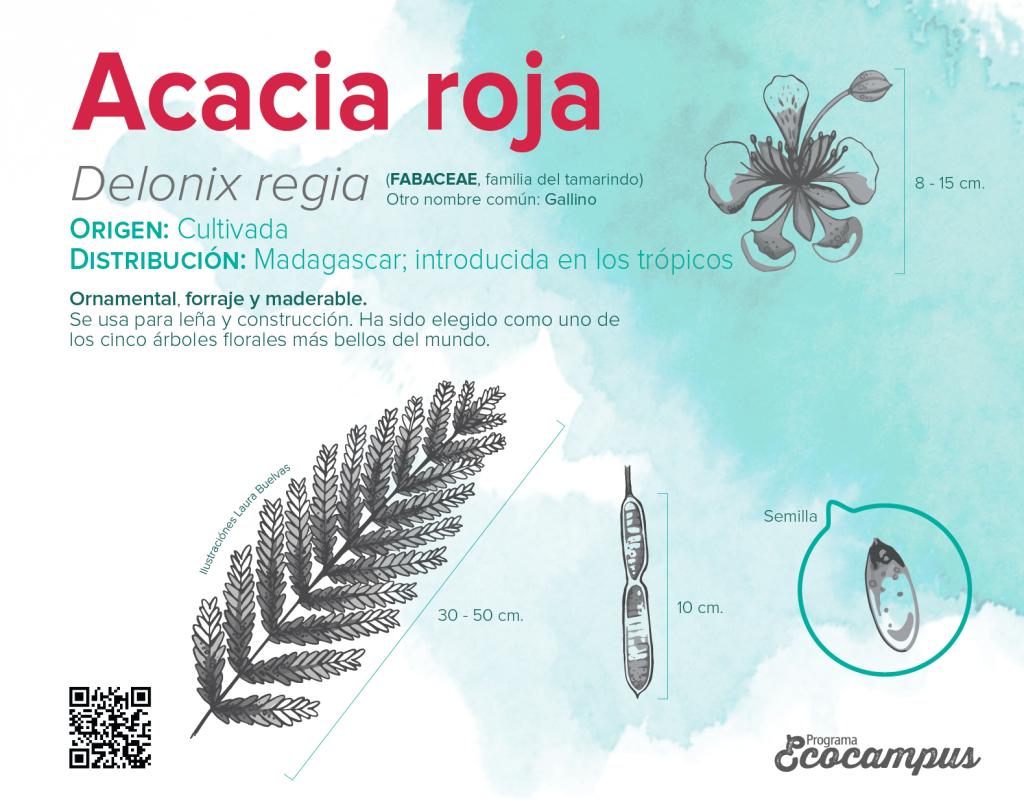 Acacia roja
Delonix regia
(FABACEAE, familia del tamarindo)
Otro nombre común: Gallino
ORIGEN: Cultivada
DISTRIBUCIÓN: Madagascar; introducida en los trópicos
Ornamental, forraje y maderable.
Se usa para leña y construcción. Ha sido elegido como uno de
los cinco árboles florales más bellos del mundo.
8 - 15 cm.
Ilustraciónes Laura Buelvas
30 - 50 cm.
10 cm.
Semilla
Programa
Ecocampus